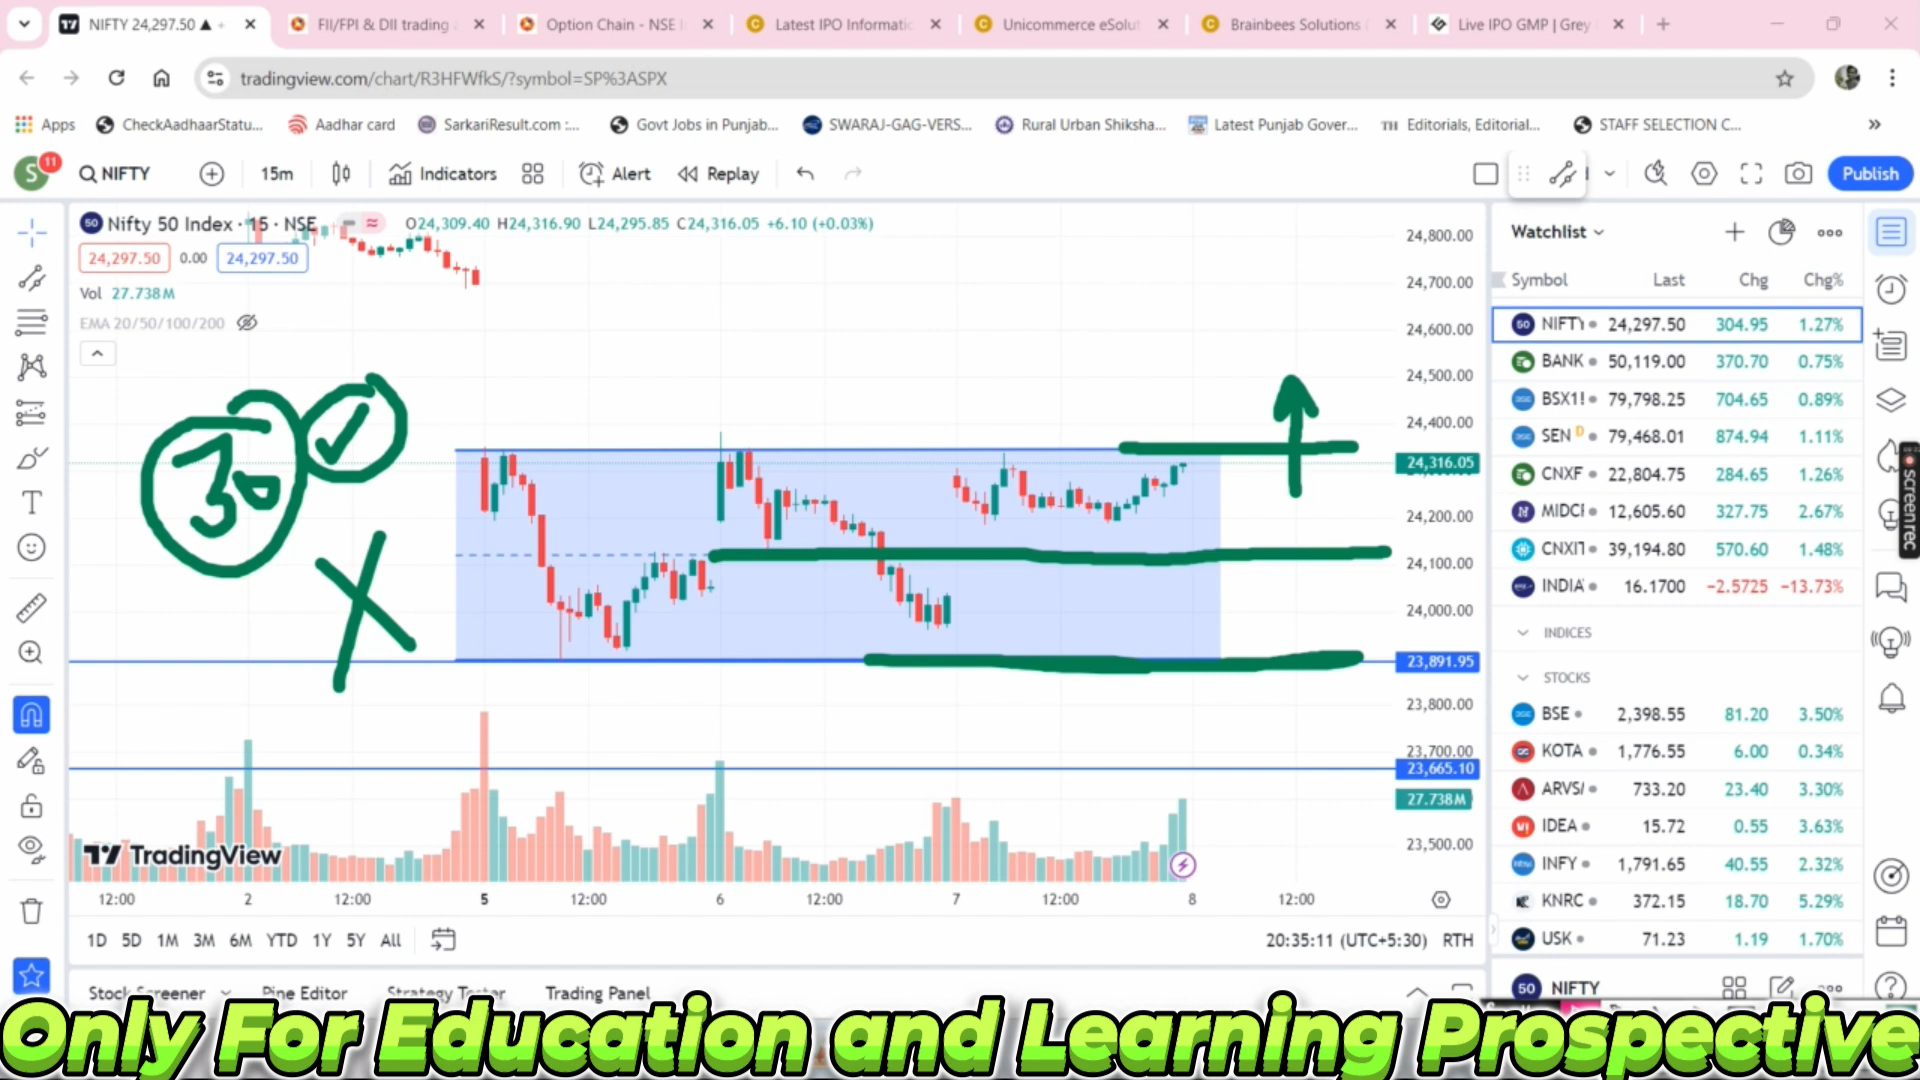 NIFTY 24,297.50 ▲ +
FII/FPI & DII trading
Option Chain - NSE I
Latest IPO Informatio
Unicommerce eSolut
Brainbees Solutions
Live IPO GMP | Grey
tradingview.com/chart/R3HFWfkS/?symbol=SP%3ASPX
Apps CheckAadhaarStatu... Aadhar card SarkariResult.com :... Govt Jobs in Punjab... SWARAJ-GAG-VERS... Rural Urban Shiksha... Latest Punjab Gover... TH Editorials, Editorial... STAFF SELECTION C... »
S 11 NIFTY 15m Indicators Alert Replay Publish
50 Nifty 50 Index · 15 · NSE O24,309.40 H24,316.90 L24,295.85 C24,316.05 +6.10 (+0.03%)
24,297.50 0.00 24,297.50
Vol 27.738M
EMA 20/50/100/200
30
24,800.00
24,700.00
24,600.00
24,500.00
24,400.00
24,316.05
24,200.00
24,100.00
24,000.00
23,891.95
23,800.00
23,700.00
23,665.10
27.738M
23,500.00
TradingView
12:00 2 12:00 5 12:00 6 12:00 7 12:00 8 12:00
1D 5D 1M 3M 6M YTD 1Y 5Y All
20:35:11 (UTC+5:30) RTH
Stock Screener Pine Editor Strategy Tester Trading Panel
Watchlist
Symbol Last Chg Chg%
NIFTY 24,297.50 304.95 1.27%
BANK 50,119.00 370.70 0.75%
BSX1! 79,798.25 704.65 0.89%
SEN D 79,468.01 874.94 1.11%
CNXF 22,804.75 284.65 1.26%
MIDCF 12,605.60 327.75 2.67%
CNXIT 39,194.80 570.60 1.48%
INDIA 16.1700 −2.5725 −13.73%
INDICES
STOCKS
BSE 2,398.55 81.20 3.50%
KOTA 1,776.55 6.00 0.34%
ARVS 733.20 23.40 3.30%
IDEA 15.72 0.55 3.63%
INFY 1,791.65 40.55 2.32%
KNRC 372.15 18.70 5.29%
USK 71.23 1.19 1.70%
50 NIFTY
screenrec
Only For Education and Learning Prospective